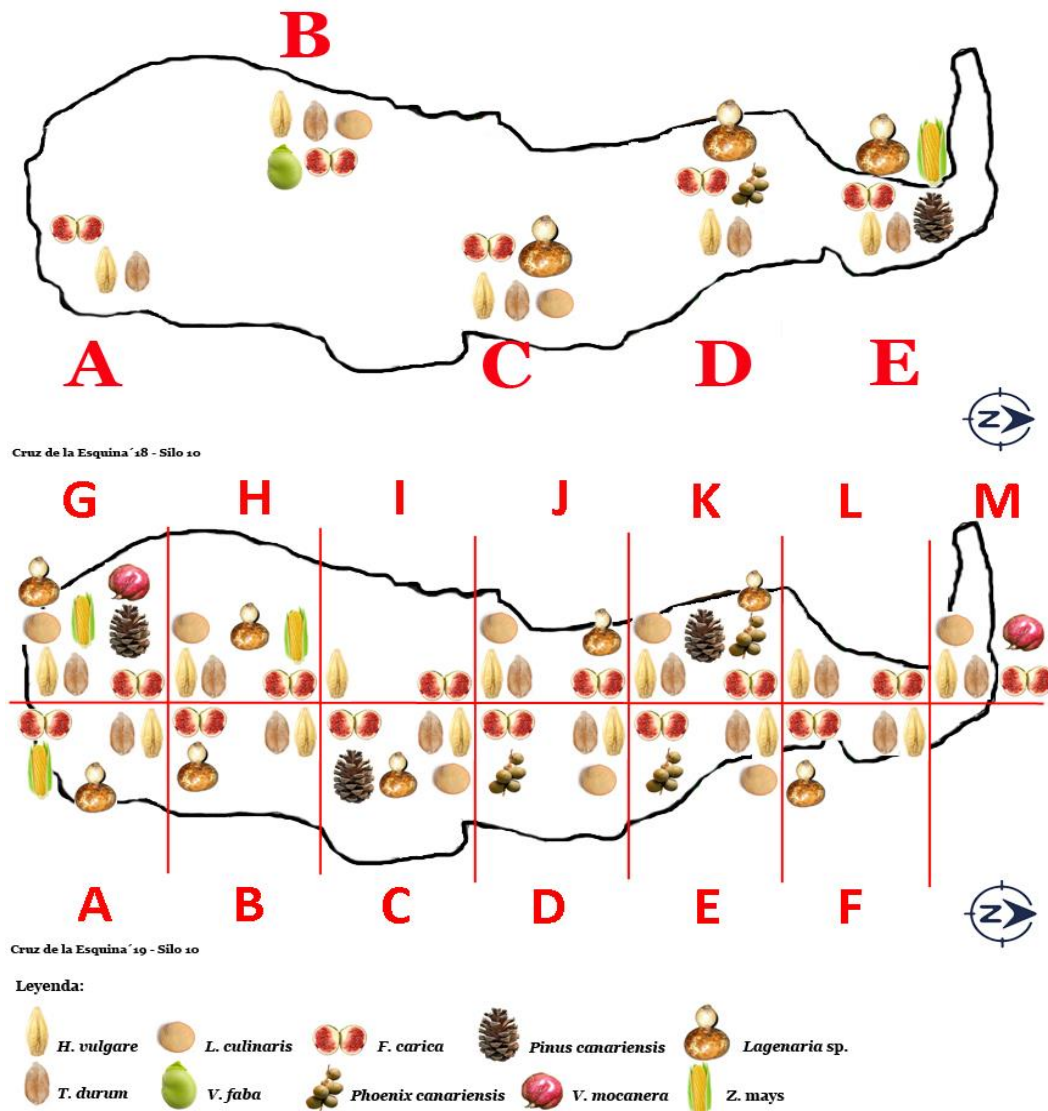 B
A
C
D
E
Z
Cruz de la Esquina´18 - Silo 10
G H I J K L M
A B C D E F
Z
Cruz de la Esquina´19 - Silo 10
Leyenda:
H. vulgare L. culinaris F. carica Pinus canariensis Lagenaria sp.
T. durum V. faba Phoenix canariensis V. mocanera Z. mays